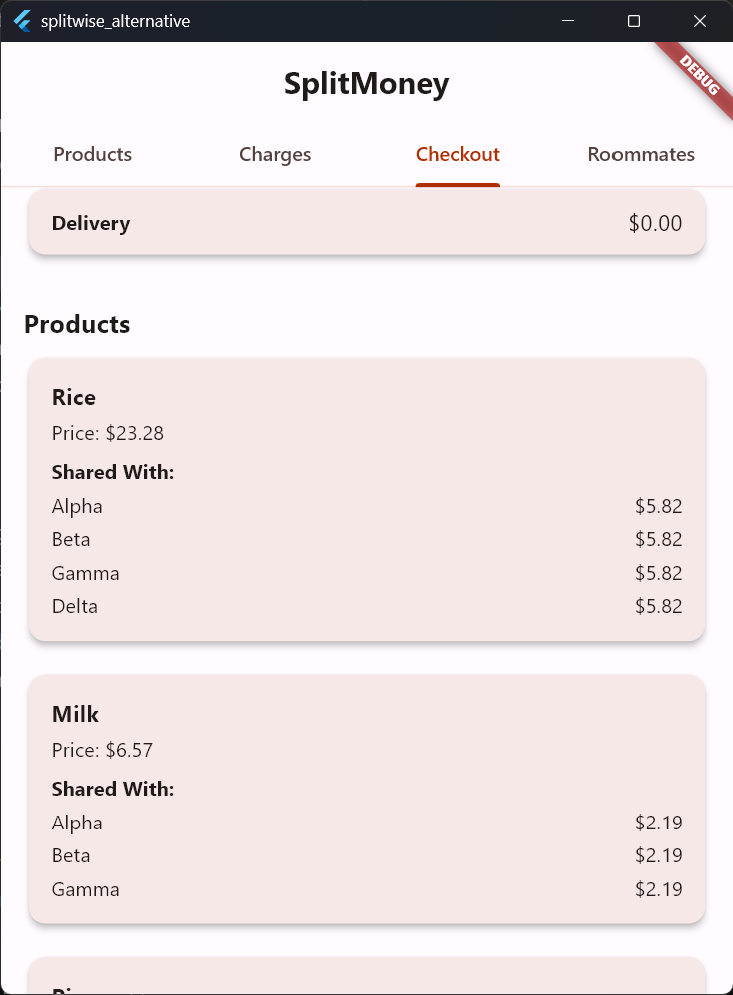 splitwise_alternative
DEBUG
SplitMoney
Products Charges Checkout Roommates
Delivery $0.00
Products
Rice
Price: $23.28
Shared With:
Alpha $5.82
Beta $5.82
Gamma $5.82
Delta $5.82
Milk
Price: $6.57
Shared With:
Alpha $2.19
Beta $2.19
Gamma $2.19